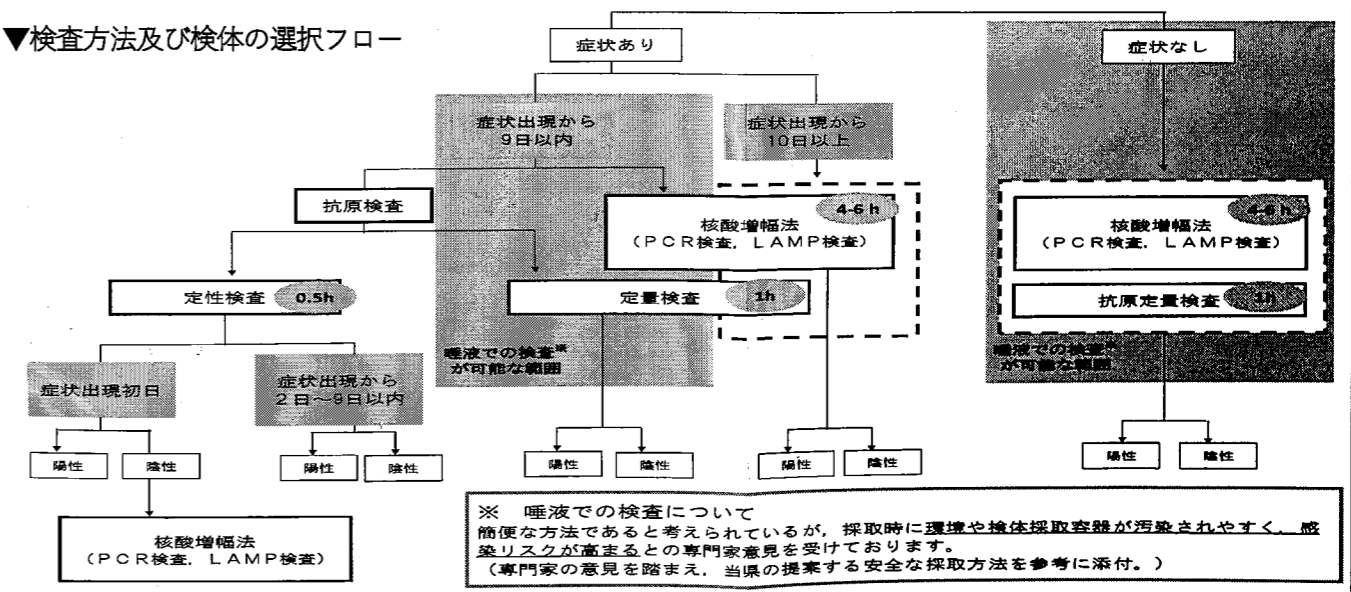 ▼検査方法及び検体の選択フロー
症状あり
症状なし
症状出現から
9日以内
症状出現から
10日以上
抗原検査
4-6 h
核酸増幅法
(PCR検査，LAMP検査)
4-6 h
核酸増幅法
(PCR検査，LAMP検査)
定性検査
0.5h
定量検査
1h
抗原定量検査
1h
唾液での検査※
が可能な範囲
唾液での検査※
が可能な範囲
症状出現初日
症状出現から
2日～9日以内
陽性
陰性
陽性
陰性
陽性
陰性
陽性
陰性
陽性
陰性
核酸増幅法
(PCR検査，LAMP検査)
※　唾液での検査について
簡便な方法であると考えられているが，採取時に環境や検体採取容器が汚染されやすく，感
染リスクが高まるとの専門家意見を受けております。
（専門家の意見を踏まえ，当県の提案する安全な採取方法を参考に添付。）